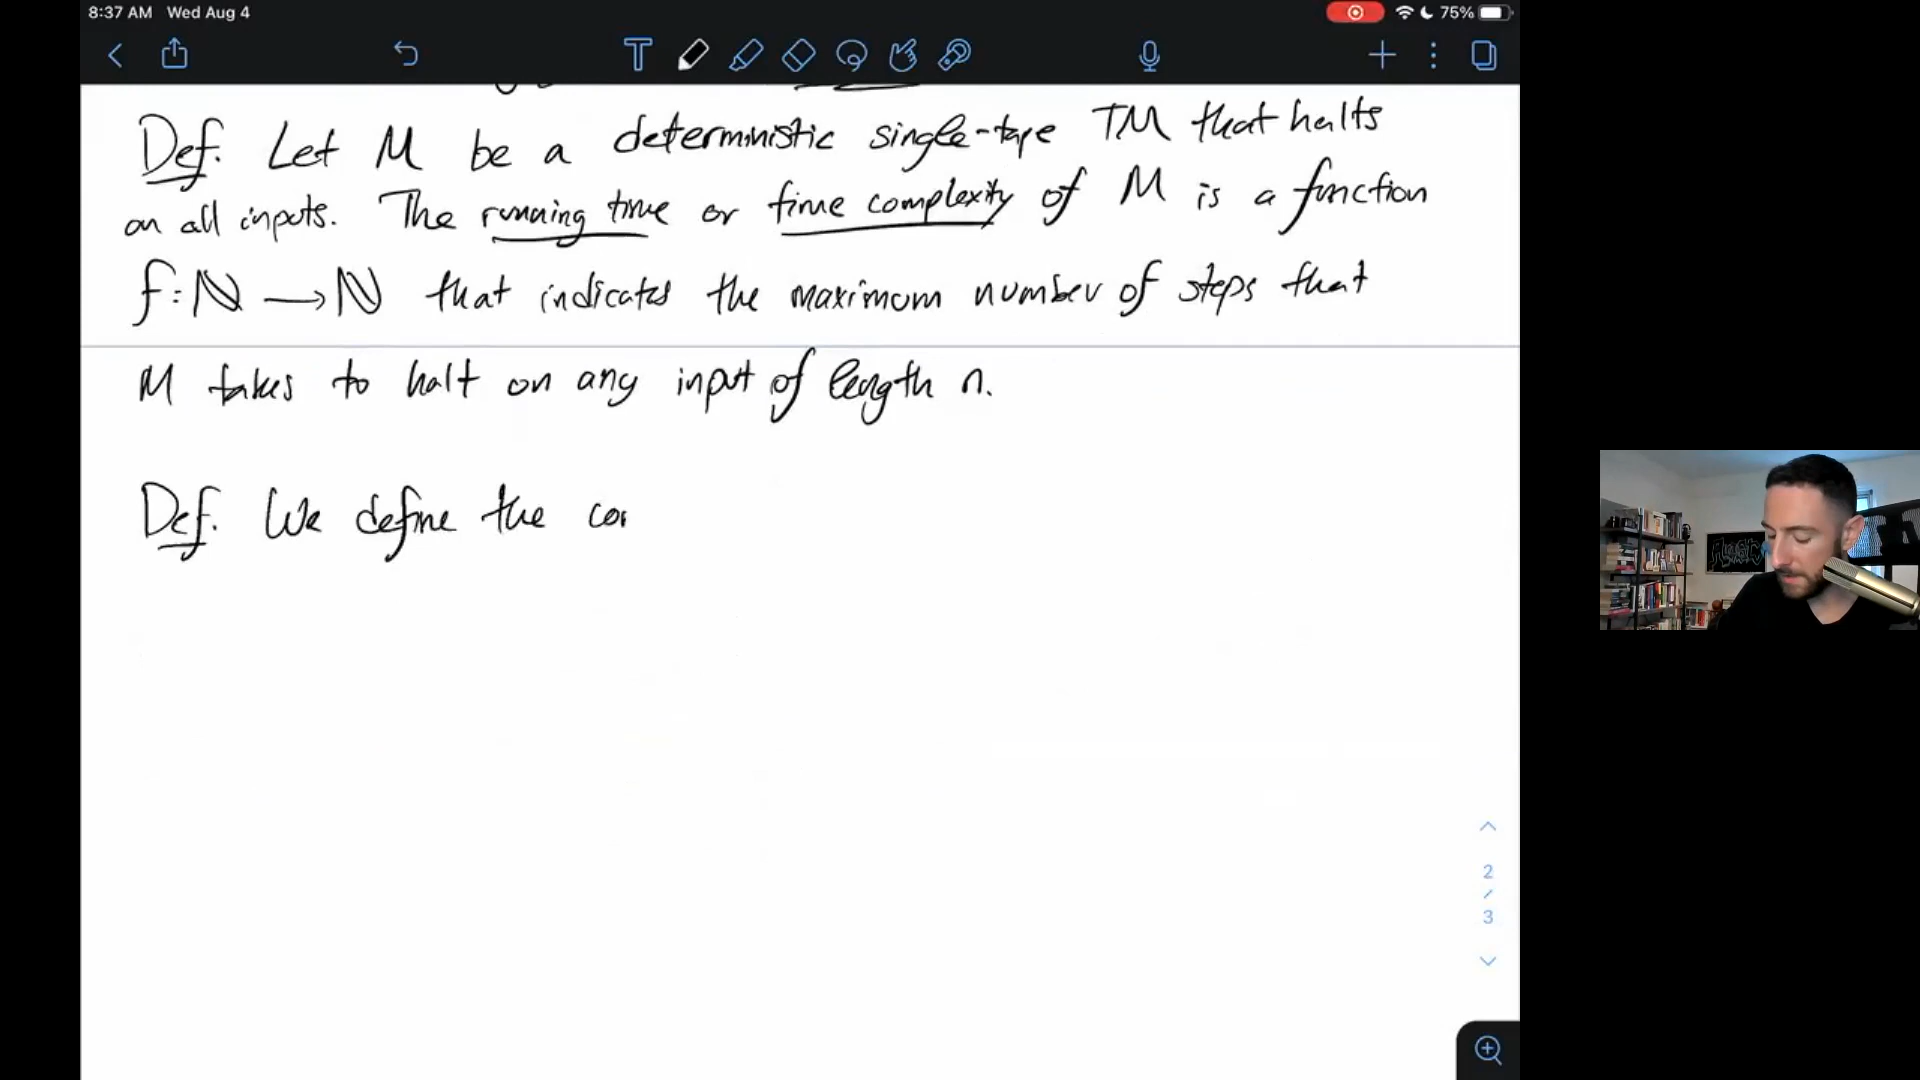 8:37 AM Wed Aug 4
75%
Def. Let M be a deterministic single-tape TM that halts
on all inputs. The running time or time complexity of M is a function
f: ℕ → ℕ that indicates the maximum number of steps that
M takes to halt on any input of length n.
Def. We define the co
2
/
3